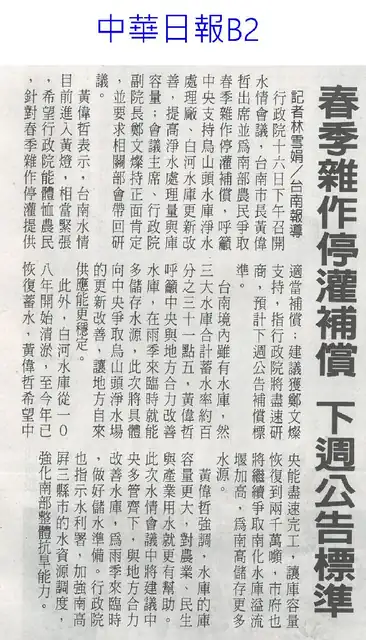 中華日報B2
春季雜作停灌補償 下週公告標準
記者林雪娟／台南報導
行政院十六日下午召開
水情會議，台南市長黃偉
哲出席並為南部農民爭取
春季雜作停灌補償，呼籲
中央支持烏山頭水庫淨水
處理廠、白河水庫更新改
善，提高淨水處理量與庫
容量；會議主席、行政院
副院長鄭文燦持正面肯定
，並要求相關部會帶回研
議。
黃偉哲表示，台南水情
目前進入黃燈，相當緊張
，希望行政院能體恤農民
，針對春季雜作停灌提供
適當補償；建議獲鄭文燦
支持，指行政院將盡速研
商，預計下週公告補償標
準。
台南境內雖有水庫，然
三大水庫合計蓄水率約百
分之三十一點五，黃偉哲
呼籲中央與地方合力改善
水庫，在雨季來臨時就能
多儲存水源，此次將具體
向中央爭取烏山頭淨水場
的更新改善，讓地方自來
供應能更穩定。
此外，白河水庫從一０
八年開始清淤，至今年已
恢復蓄水，黃偉哲希望中
央能盡速完工，讓庫容量
恢復到兩千萬噸，市府也
將繼續爭取南化水庫溢流
堰加高，為南高儲存更多
水源。
黃偉哲強調，水庫的庫
容量更大，對農業、民生
與產業用水就更有幫助。
此次水情會議中將建議中
央多管齊下，與地方合力
改善水庫，為雨季來臨時
，做好儲水準備。行政院
也指示水利署，加強南高
屏三縣市的水資源調度，
強化南部整體抗旱能力。